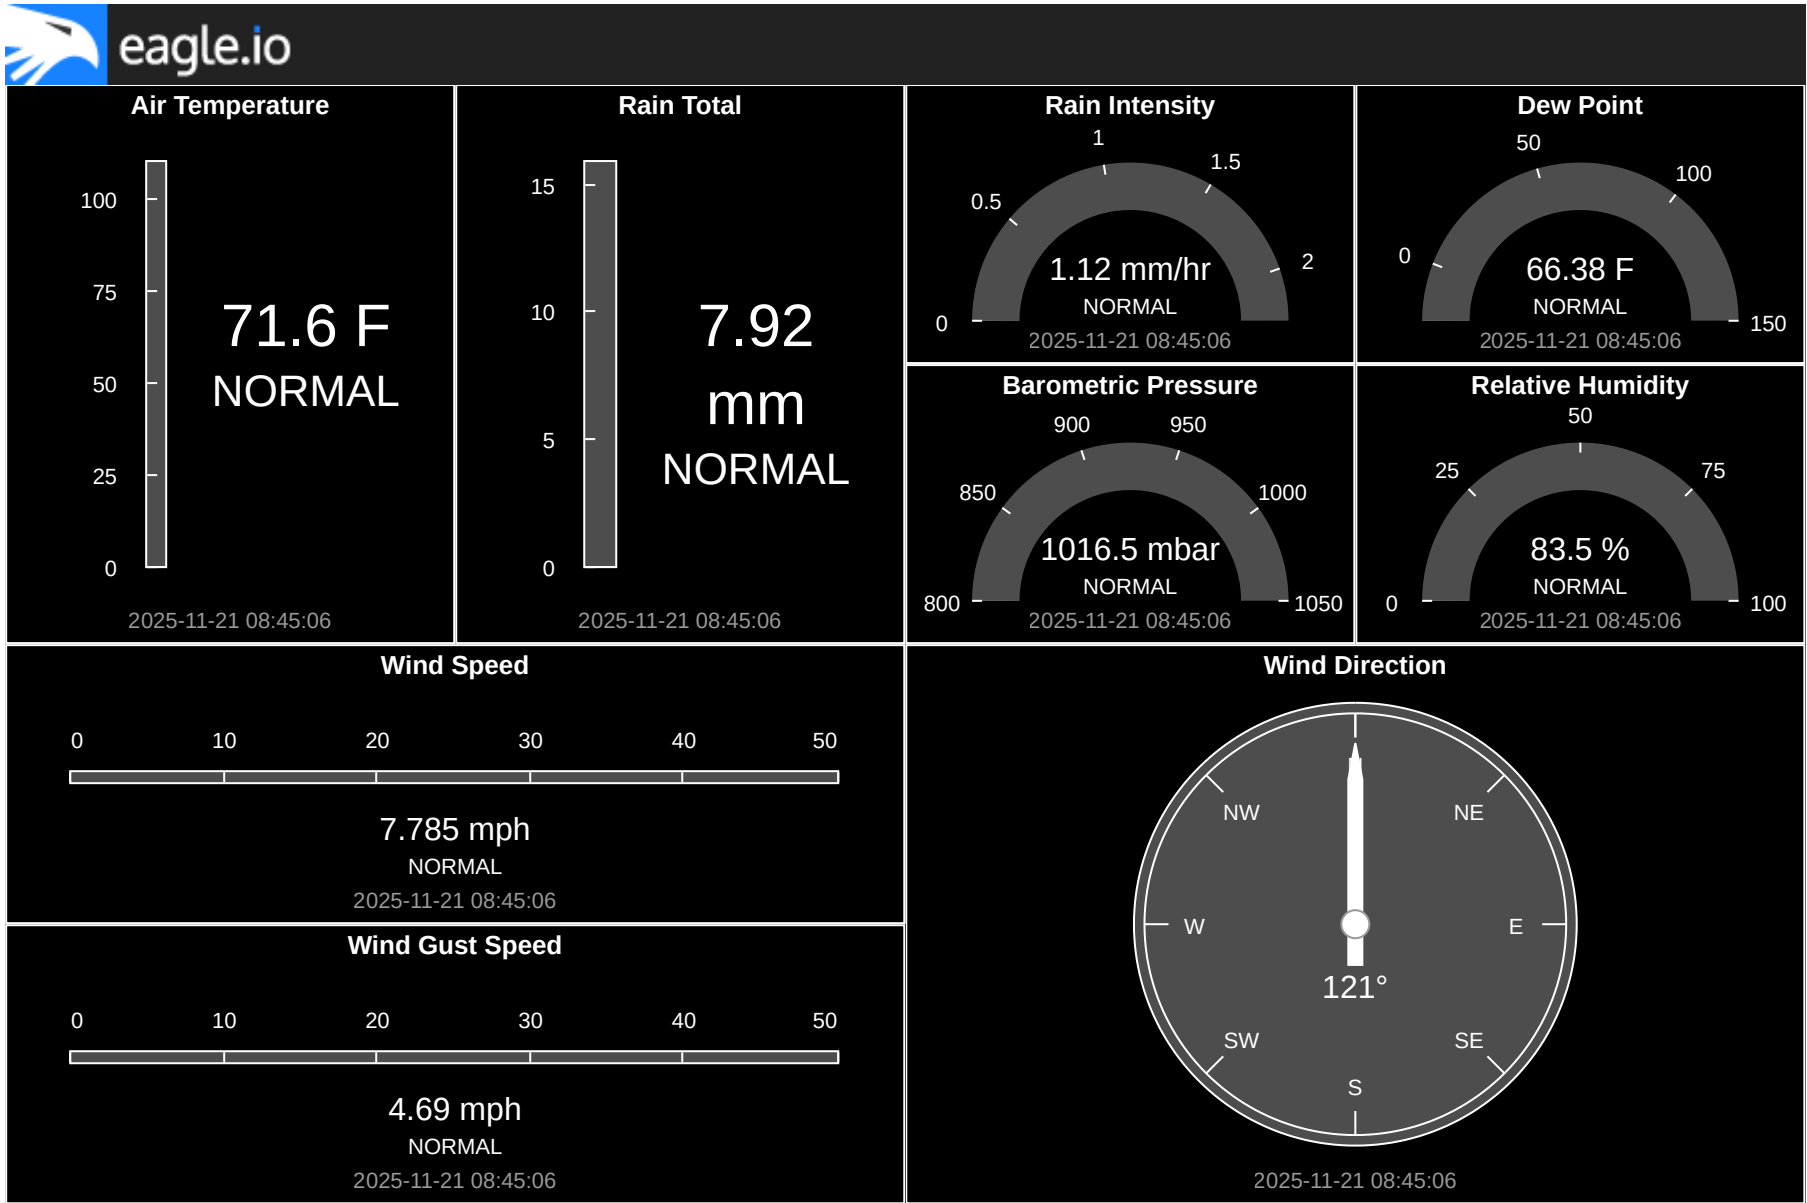 eagle.io
Air Temperature
100
75
50
25
0
71.6 F
NORMAL
2025-11-21 08:45:06
Rain Total
15
10
5
0
7.92
mm
NORMAL
2025-11-21 08:45:06
Rain Intensity
0
0.5
1
1.5
2
1.12 mm/hr
NORMAL
2025-11-21 08:45:06
Dew Point
0
50
100
150
66.38 F
NORMAL
2025-11-21 08:45:06
Barometric Pressure
800
850
900
950
1000
1050
1016.5 mbar
NORMAL
2025-11-21 08:45:06
Relative Humidity
0
25
50
75
100
83.5 %
NORMAL
2025-11-21 08:45:06
Wind Speed
0 10 20 30 40 50
7.785 mph
NORMAL
2025-11-21 08:45:06
Wind Gust Speed
0 10 20 30 40 50
4.69 mph
NORMAL
2025-11-21 08:45:06
Wind Direction
NW NE
W E
121°
SW SE
S
2025-11-21 08:45:06